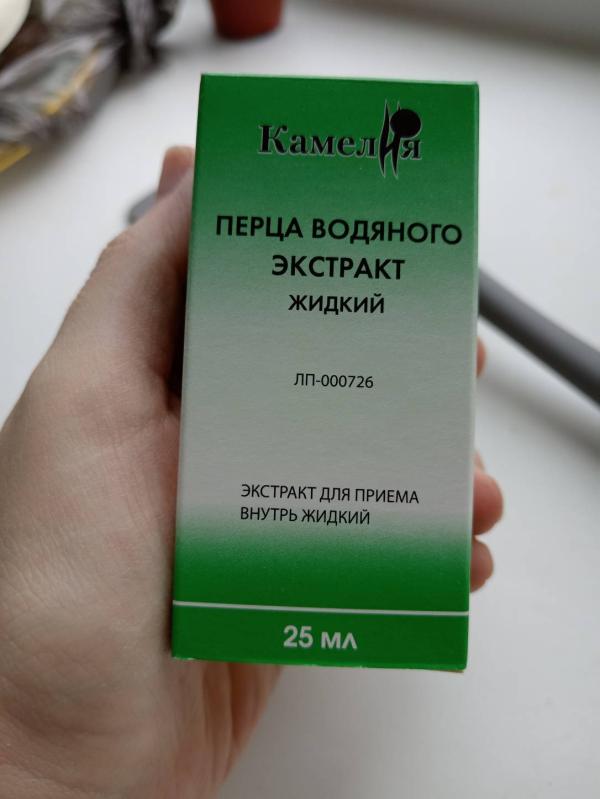 Камелия
ПЕРЦА ВОДЯНОГО
ЭКСТРАКТ
ЖИДКИЙ
ЛП-000726
ЭКСТРАКТ ДЛЯ ПРИЕМА
ВНУТРЬ ЖИДКИЙ
25 мл